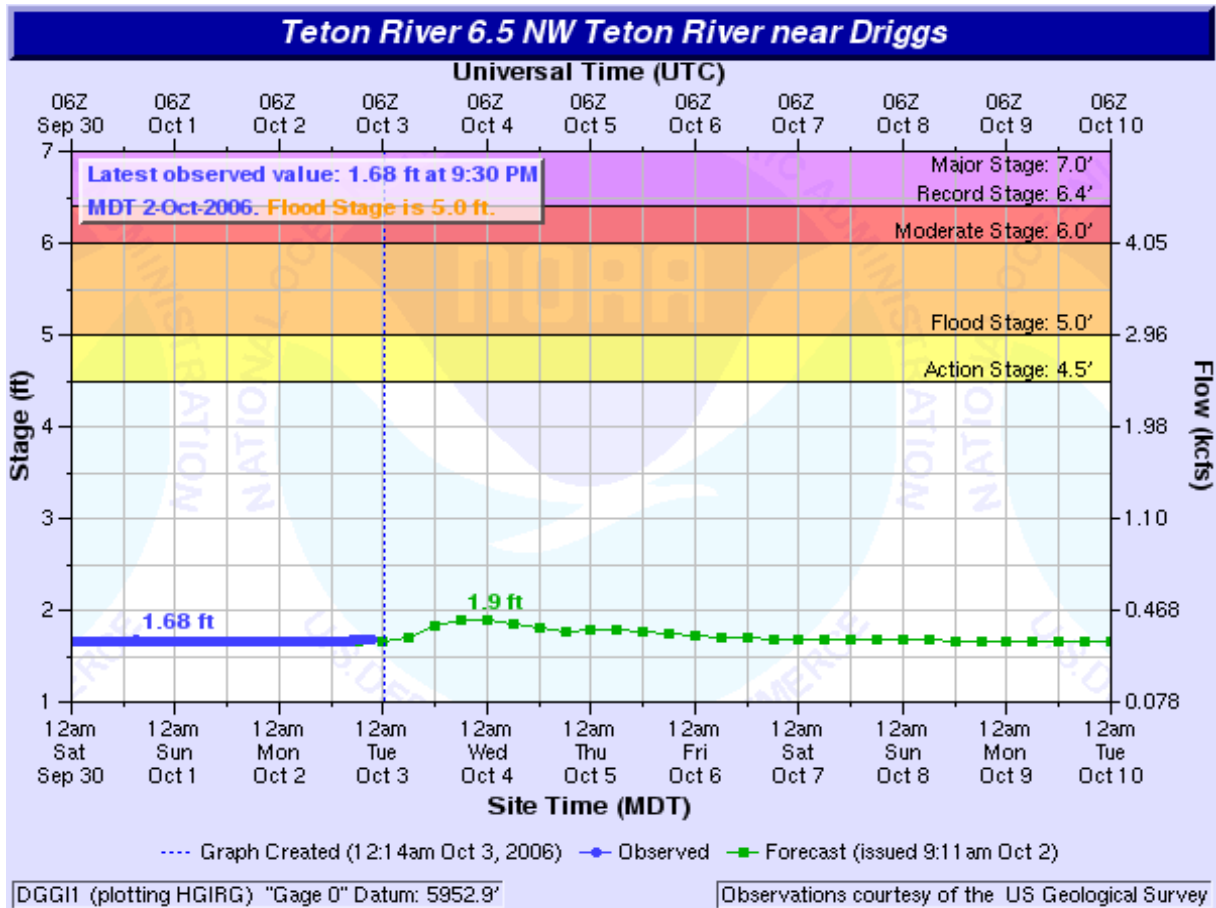 Teton River 6.5 NW Teton River near Driggs
Universal Time (UTC)
06Z 06Z 06Z 06Z 06Z 06Z 06Z 06Z 06Z 06Z 06Z
Sep 30 Oct 1 Oct 2 Oct 3 Oct 4 Oct 5 Oct 6 Oct 7 Oct 8 Oct 9 Oct 10
Latest observed value: 1.68 ft at 9:30 PM
MDT 2-Oct-2006. Flood Stage is 5.0 ft.
Major Stage: 7.0'
Record Stage: 6.4'
Moderate Stage: 6.0'
Flood Stage: 5.0'
Action Stage: 4.5'
NOAA
Stage (ft)
7
6
5
4
3
2
1
Flow (kcfs)
4.05
2.96
1.98
1.10
0.468
0.078
1.68 ft
1.9 ft
12am 12am 12am 12am 12am 12am 12am 12am 12am 12am 12am
Sat Sun Mon Tue Wed Thu Fri Sat Sun Mon Tue
Sep 30 Oct 1 Oct 2 Oct 3 Oct 4 Oct 5 Oct 6 Oct 7 Oct 8 Oct 9 Oct 10
Site Time (MDT)
Graph Created (12:14am Oct 3, 2006) Observed Forecast (issued 9:11am Oct 2)
DGGI1 (plotting HGIRG) "Gage 0" Datum: 5952.9'
Observations courtesy of the US Geological Survey